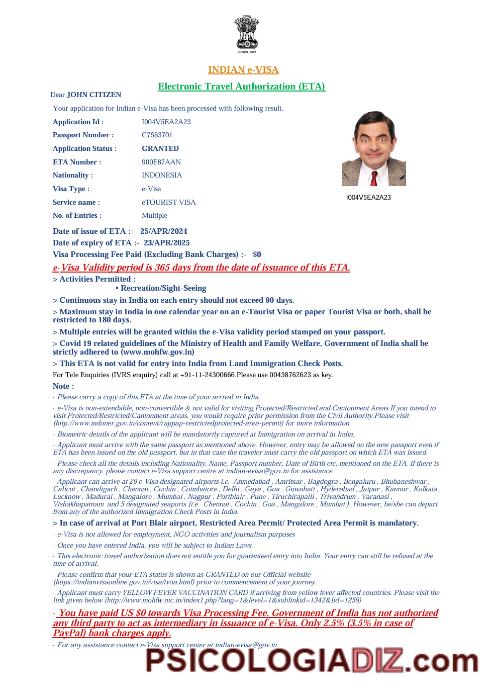 INDIAN e-VISA
Electronic Travel Authorization (ETA)
Dear JOHN CITIZEN
Your application for Indian e-Visa has been processed with following result.
Application Id : I004V5EA2A23
Passport Number : C7563701
Application Status : GRANTED
ETA Number : 900E87AAN
Nationality : INDONESIA
Visa Type : e-Visa
Service name : eTOURIST VISA
No. of Entries : Multiple
I004V5EA2A23
Date of issue of ETA :- 25/APR/2024
Date of expiry of ETA :- 23/APR/2025
Visa Processing Fee Paid (Excluding Bank Charges) :- $0
e-Visa Validity period is 365 days from the date of issuance of this ETA.
> Activities Permitted :
• Recreation/Sight-Seeing
> Continuous stay in India on each entry should not exceed 90 days.
> Maximum stay in India in one calendar year on an e-Tourist Visa or paper Tourist Visa or both, shall be
restricted to 180 days.
> Multiple entries will be granted within the e-Visa validity period stamped on your passport.
> Covid 19 related guidelines of the Ministry of Health and Family Welfare, Government of India shall be
strictly adhered to (www.mohfw.gov.in)
> This ETA is not valid for entry into India from Land Immigration Check Posts.
For Tele Enquiries (IVRS enquiry) call at +91-11-24300666.Please use 00438762623 as key.
Note :
- Please carry a copy of this ETA at the time of your arrival in India.
- e-Visa is non-extendable, non-convertible & not valid for visiting Protected/Restricted and Cantonment Areas.If you intend to
visit Protected/Restricted/Cantonment areas, you would require prior permission from the Civil Authority.Please visit
(http://www.mdoner.gov.in/content/rappap-restrictedprotected-area-permit) for more information
- Biometric details of the applicant will be mandatorily captured at Immigration on arrival in India.
- Applicant must arrive with the same passport as mentioned above. However, entry may be allowed on the new passport even if
ETA has been issued on the old passport, but in that case the traveler must carry the old passport on which ETA was issued.
- Please check all the details including Nationality, Name, Passport number, Date of Birth etc. mentioned on the ETA. If there is
any discrepancy, please contact e-Visa support centre at indian-evisa@gov.in for assistance.
- Applicant can arrive at 29 e-Visa designated airports i.e. Ahmedabad , Amritsar , Bagdogra , Bengaluru , Bhubaneshwar ,
Calicut , Chandigarh , Chennai , Cochin , Coimbatore , Delhi , Gaya , Goa , Guwahati , Hyderabad , Jaipur , Kannur , Kolkata ,
Lucknow , Madurai , Mangalore , Mumbai , Nagpur , Portblair , Pune , Tiruchirapalli , Trivandrum , Varanasi ,
Vishakhapatnam and 5 designated seaports (i.e. Chennai , Cochin , Goa , Mangalore , Mumbai ). However, he/she can depart
from any of the authorized Immigration Check Posts in India.
> In case of arrival at Port Blair airport, Restricted Area Permit/ Protected Area Permit is mandatory.
- e-Visa is not allowed for employment, NGO activities and journalism purposes
- Once you have entered India, you will be subject to Indian Laws.
- This electronic travel authorization does not entitle you for guaranteed entry into India. Your entry can still be refused at the
time of arrival.
- Please confirm that your ETA status is shown as GRANTED on our Official website
(https://indianvisaonline.gov.in/evisa/tvoa.html) prior to commencement of your journey.
- Applicant must carry YELLOW FEVER VACCINATION CARD if arriving from yellow fever affected countries. Please visit the
link given below (http://www.mohfw.nic.in/index1.php?lang=1&level=1&sublinkid=1342&lid=1259)
- You have paid US $0 towards Visa Processing Fee. Government of India has not authorized
any third party to act as intermediary in issuance of e-Visa. Only 2.5% (3.5% in case of
PayPal) bank charges apply.
- For any assistance contact e-Visa support center at indian-evisa@gov.in
PSICOLOGIADIZ.com